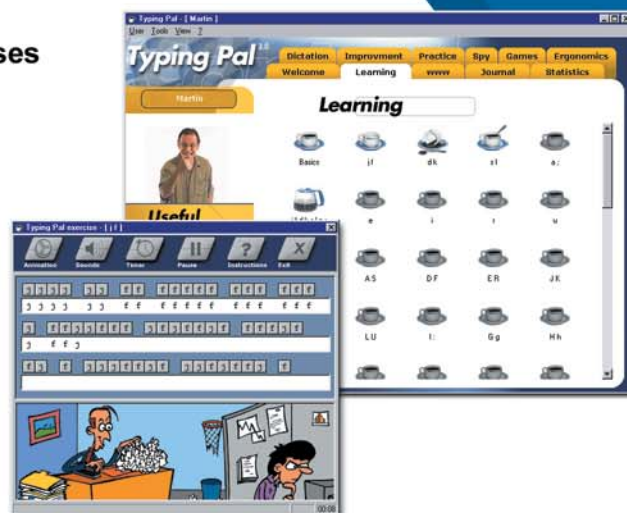 ses
Typing Pal - [ Martin ]
User Tools View ?
Typing Pal
Dictation Improvment Practice Spy Games Ergonomics
Welcome Learning www Journal Statistics
Martin
Learning
Basics jf dk sl a;
Useful
e i r u
AS DF ER JK
LU I: Gg Hh
Typing Pal exercise - [ j f ]
Animation Sounds Timer Pause Instructions Exit
j j j j j j f f f f f f f f f f f f f
j j j j j j f f f f f f f f f f f f f
j f f j j f f f
j f f j
00:08